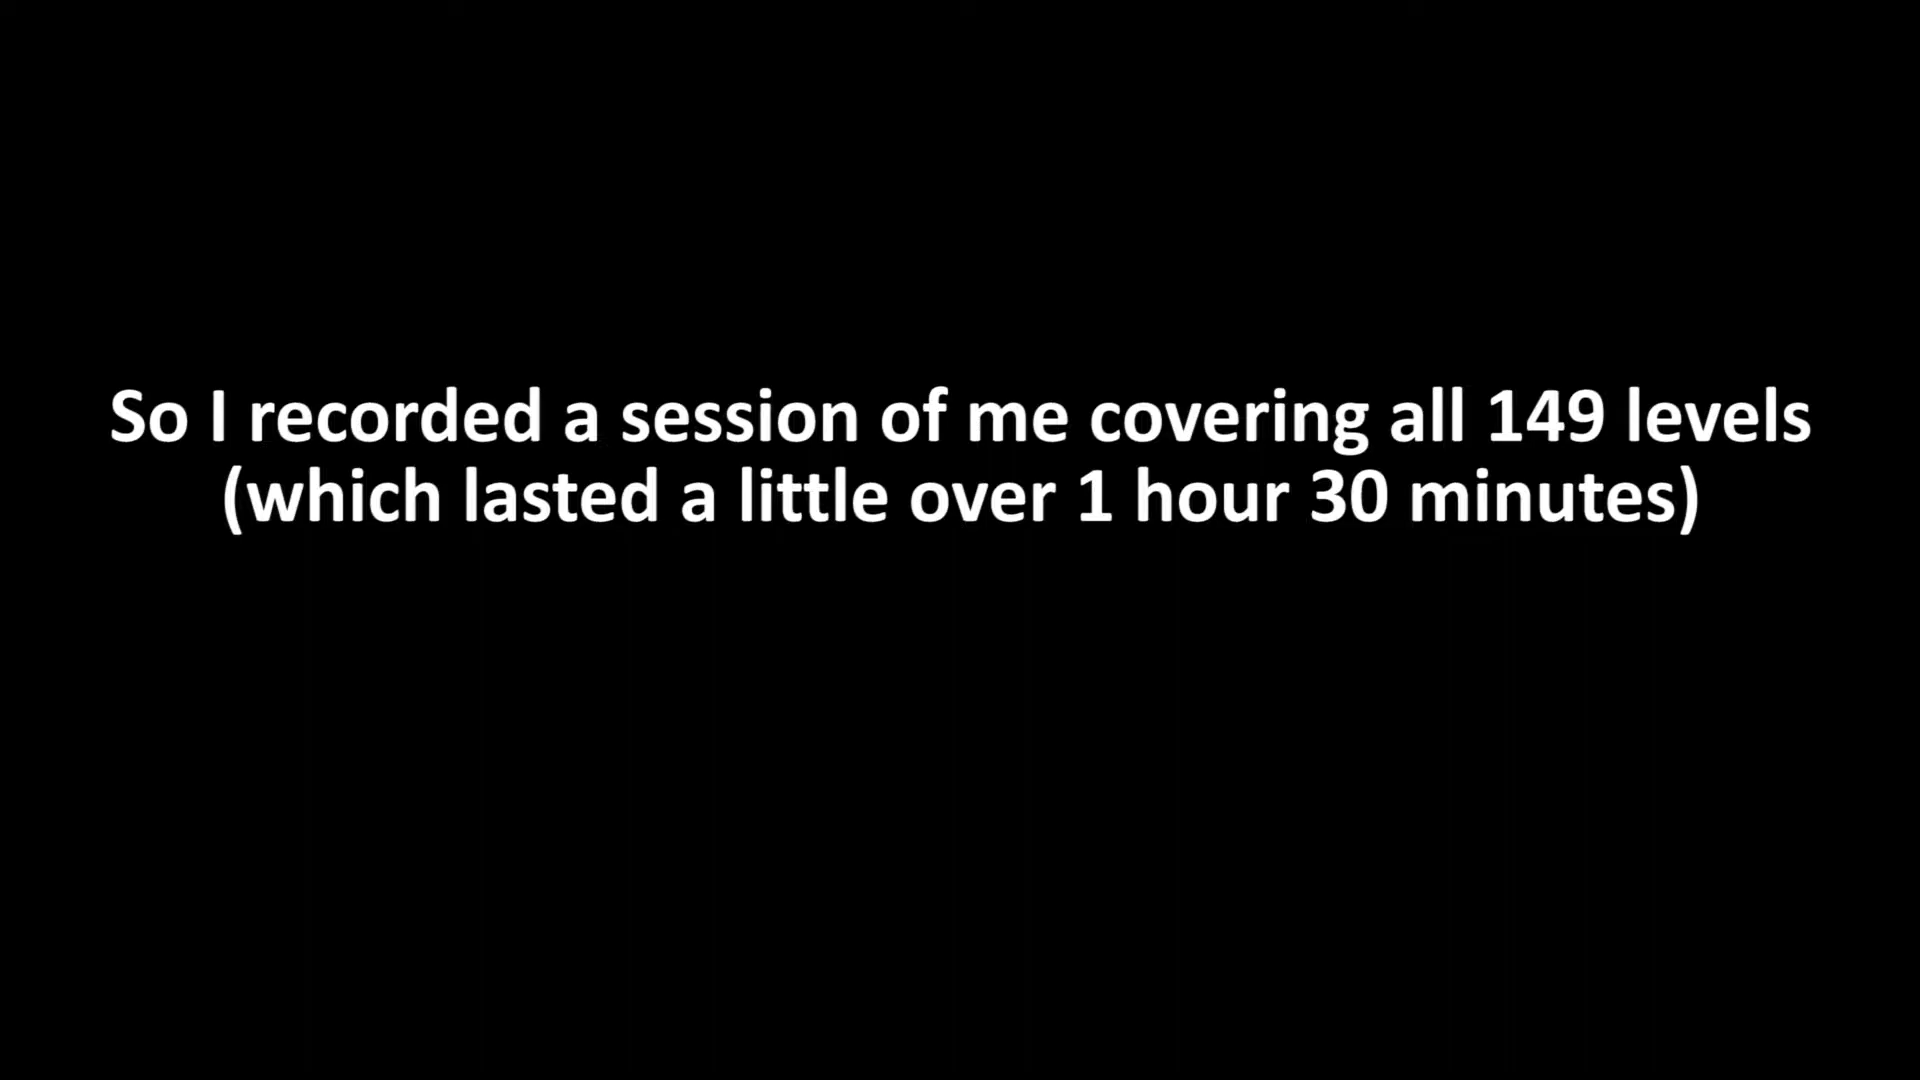 So I recorded a session of me covering all 149 levels
(which lasted a little over 1 hour 30 minutes)